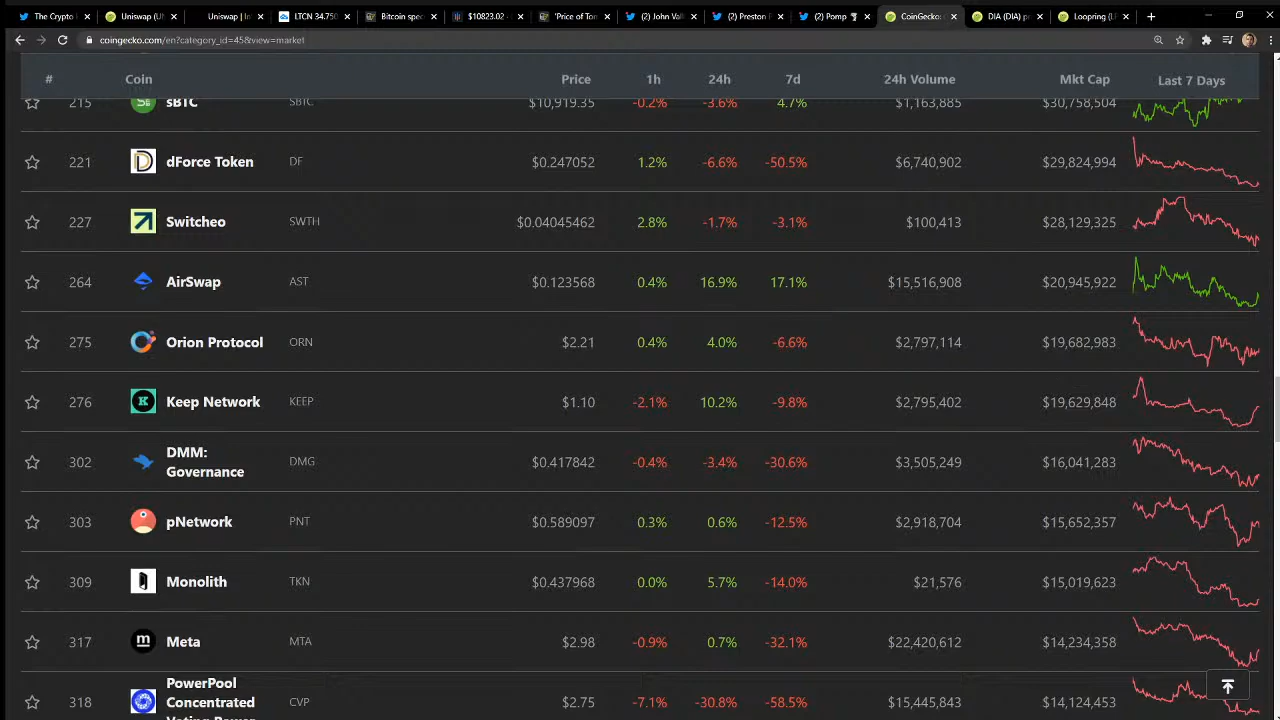 The Crypto
Uniswap (UN
Uniswap | In
LTCN 34.750
Bitcoin spec
$10823.02 -
'Price of Tom
(2) John Val
(2) Preston
(2) Pomp
CoinGecko:
DIA (DIA) pr
Loopring (L
coingecko.com/en?category_id=45&view=market
# Coin Price 1h 24h 7d 24h Volume Mkt Cap Last 7 Days
215 sBTC SBTC $10,919.35 -0.2% -3.6% 4.7% $1,163,885 $30,758,504
221 dForce Token DF $0.247052 1.2% -6.6% -50.5% $6,740,902 $29,824,994
227 Switcheo SWTH $0.04045462 2.8% -1.7% -3.1% $100,413 $28,129,325
264 AirSwap AST $0.123568 0.4% 16.9% 17.1% $15,516,908 $20,945,922
275 Orion Protocol ORN $2.21 0.4% 4.0% -6.6% $2,797,114 $19,682,983
276 Keep Network KEEP $1.10 -2.1% 10.2% -9.8% $2,795,402 $19,629,848
302 DMM: Governance DMG $0.417842 -0.4% -3.4% -30.6% $3,505,249 $16,041,283
303 pNetwork PNT $0.589097 0.3% 0.6% -12.5% $2,918,704 $15,652,357
309 Monolith TKN $0.437968 0.0% 5.7% -14.0% $21,576 $15,019,623
317 Meta MTA $2.98 -0.9% 0.7% -32.1% $22,420,612 $14,234,358
318 PowerPool Concentrated Voting Power CVP $2.75 -7.1% -30.8% -58.5% $15,445,843 $14,124,453